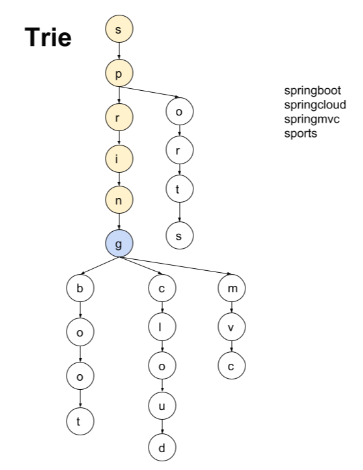 Trie
s
p
r
i
n
g
o
r
t
s
b
o
o
t
c
l
o
u
d
m
v
c
springboot
springcloud
springmvc
sports